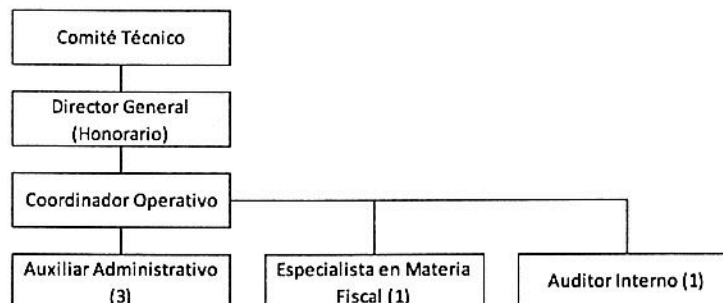 Comité Técnico
Director General
(Honorario)
Coordinador Operativo
Auxiliar Administrativo
(3)
Especialista en Materia
Fiscal (1)
Auditor Interno (1)